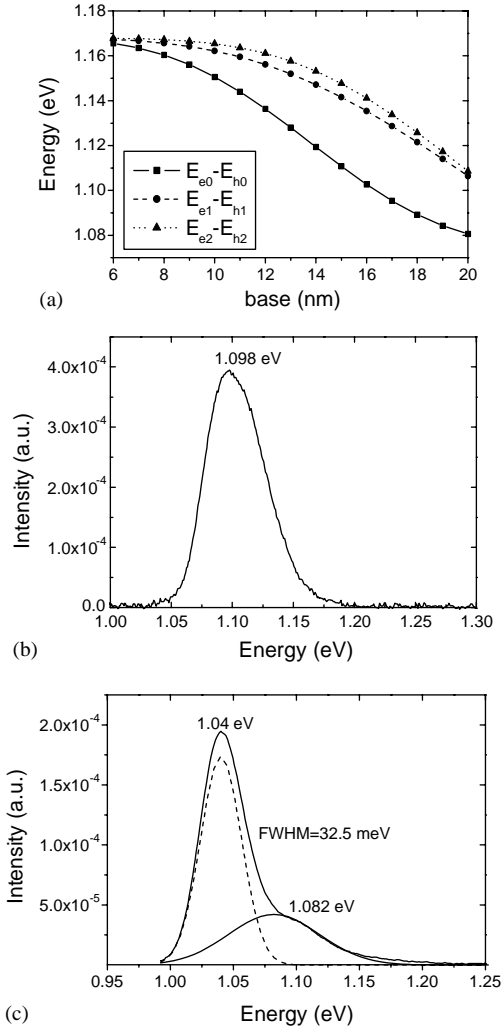 1.18
1.16
1.14
1.12
1.10
1.08
Energy (eV)
E_e0-E_h0
E_e1-E_h1
E_e2-E_h2
6 8 10 12 14 16 18 20
(a) base (nm)
1.098 eV
4.0x10^-4
3.0x10^-4
2.0x10^-4
1.0x10^-4
0.0
Intensity (a.u.)
1.00 1.05 1.10 1.15 1.20 1.25 1.30
(b) Energy (eV)
1.04 eV
2.0x10^-4
1.5x10^-4
1.0x10^-4
5.0x10^-5
Intensity (a.u.)
FWHM=32.5 meV
1.082 eV
0.95 1.00 1.05 1.10 1.15 1.20 1.25
(c) Energy (eV)